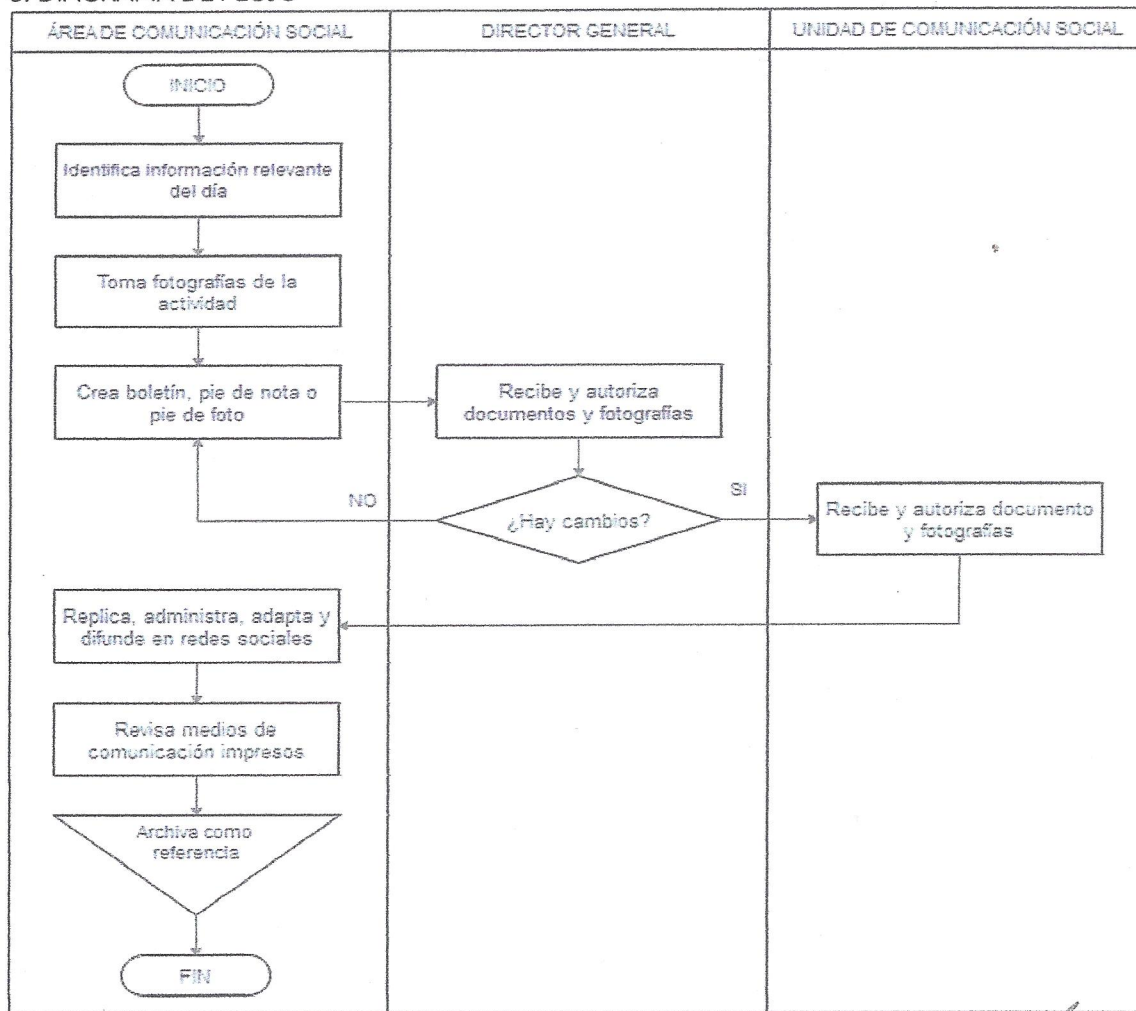 ÁREA DE COMUNICACIÓN SOCIAL
DIRECTOR GENERAL
UNIDAD DE COMUNICACIÓN SOCIAL
INICIO
Identifica información relevante
del día
Toma fotografías de la
actividad
Crea boletín, pie de nota o
pie de foto
Recibe y autoriza
documentos y fotografías
NO
¿Hay cambios?
SI
Recibe y autoriza documento
y fotografías
Replica, administra, adapta y
difunde en redes sociales
Revisa medios de
comunicación impresos
Archiva como
referencia
FIN